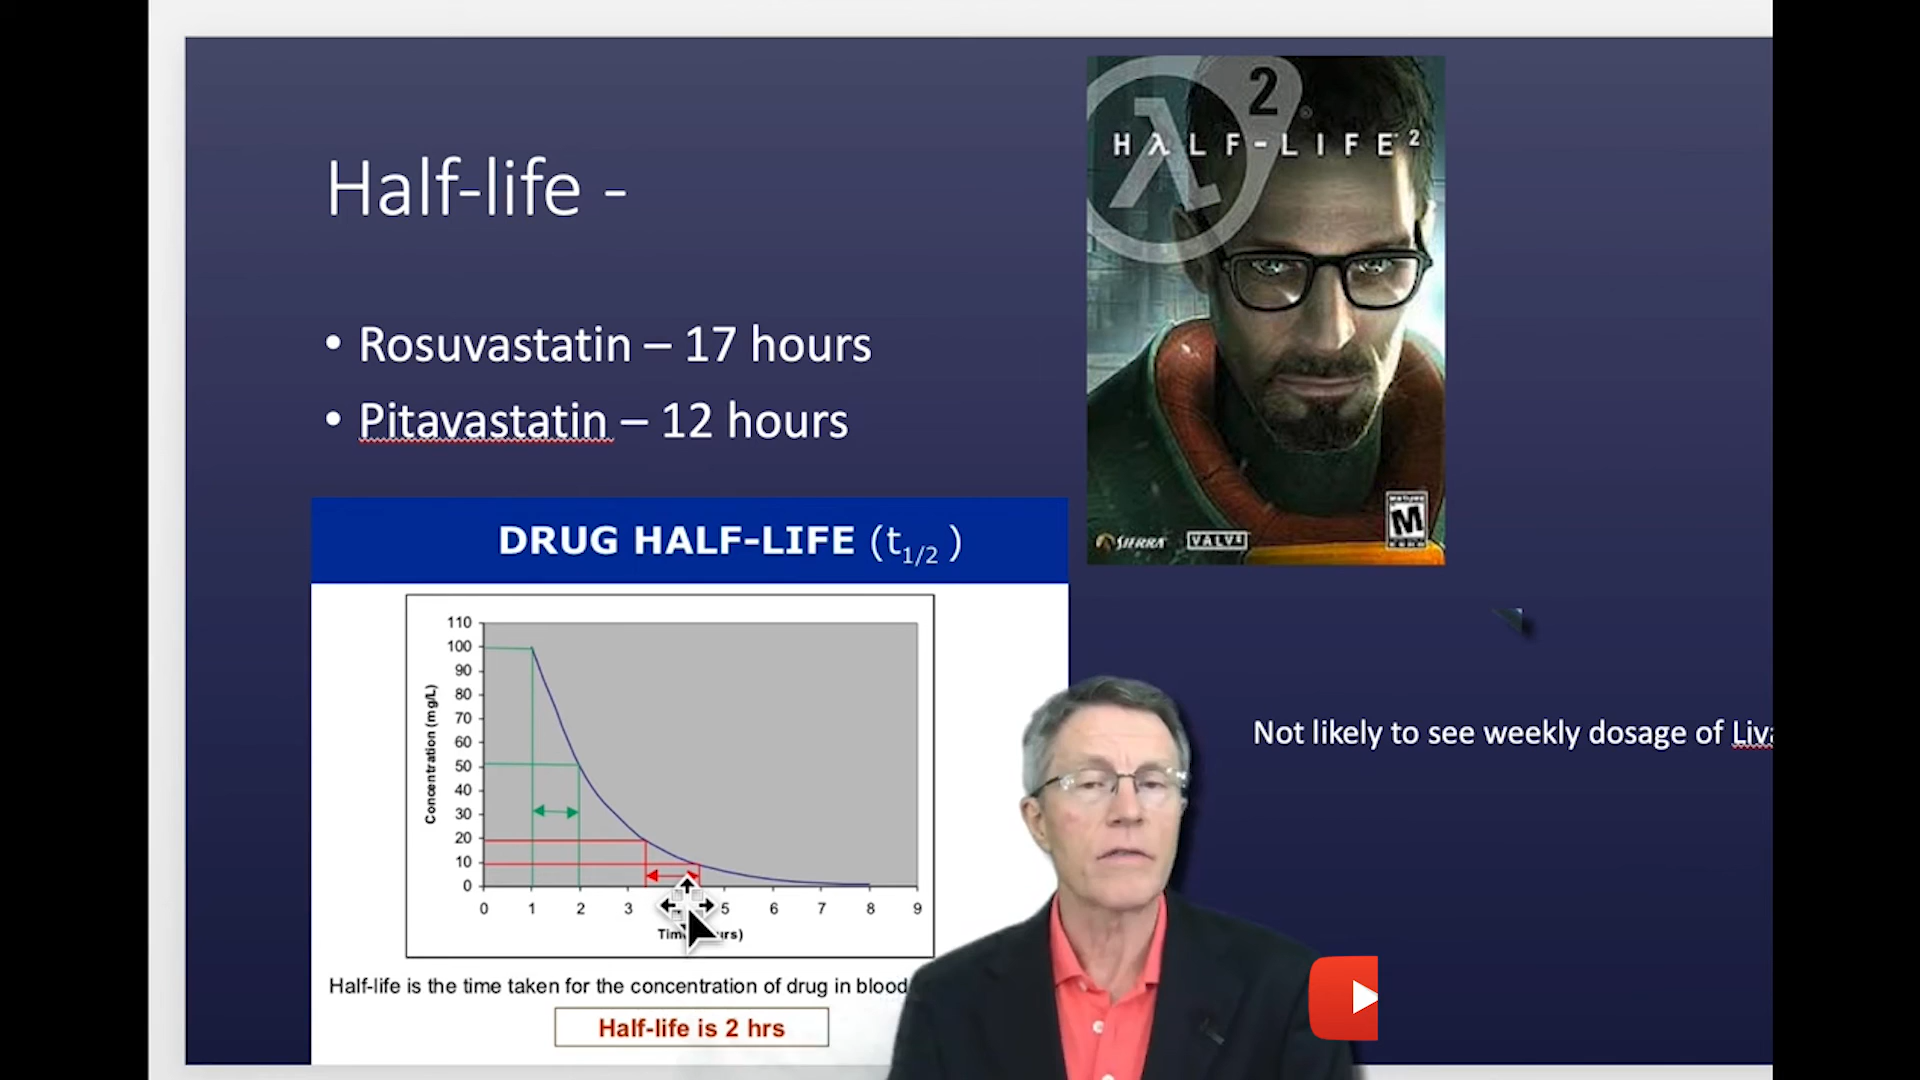 Half-life -
• Rosuvastatin – 17 hours
• Pitavastatin – 12 hours
2
HλLF-LIFE²
SIERRA
VALVE
MATURE
M
DRUG HALF-LIFE (t1/2 )
110
100
90
80
70
60
50
40
30
20
10
0
Concentration (mg/L)
0 1 2 3 5 6 7 8 9
Half-life is the time taken for the concentration of drug in blood
Half-life is 2 hrs
Not likely to see weekly dosage of